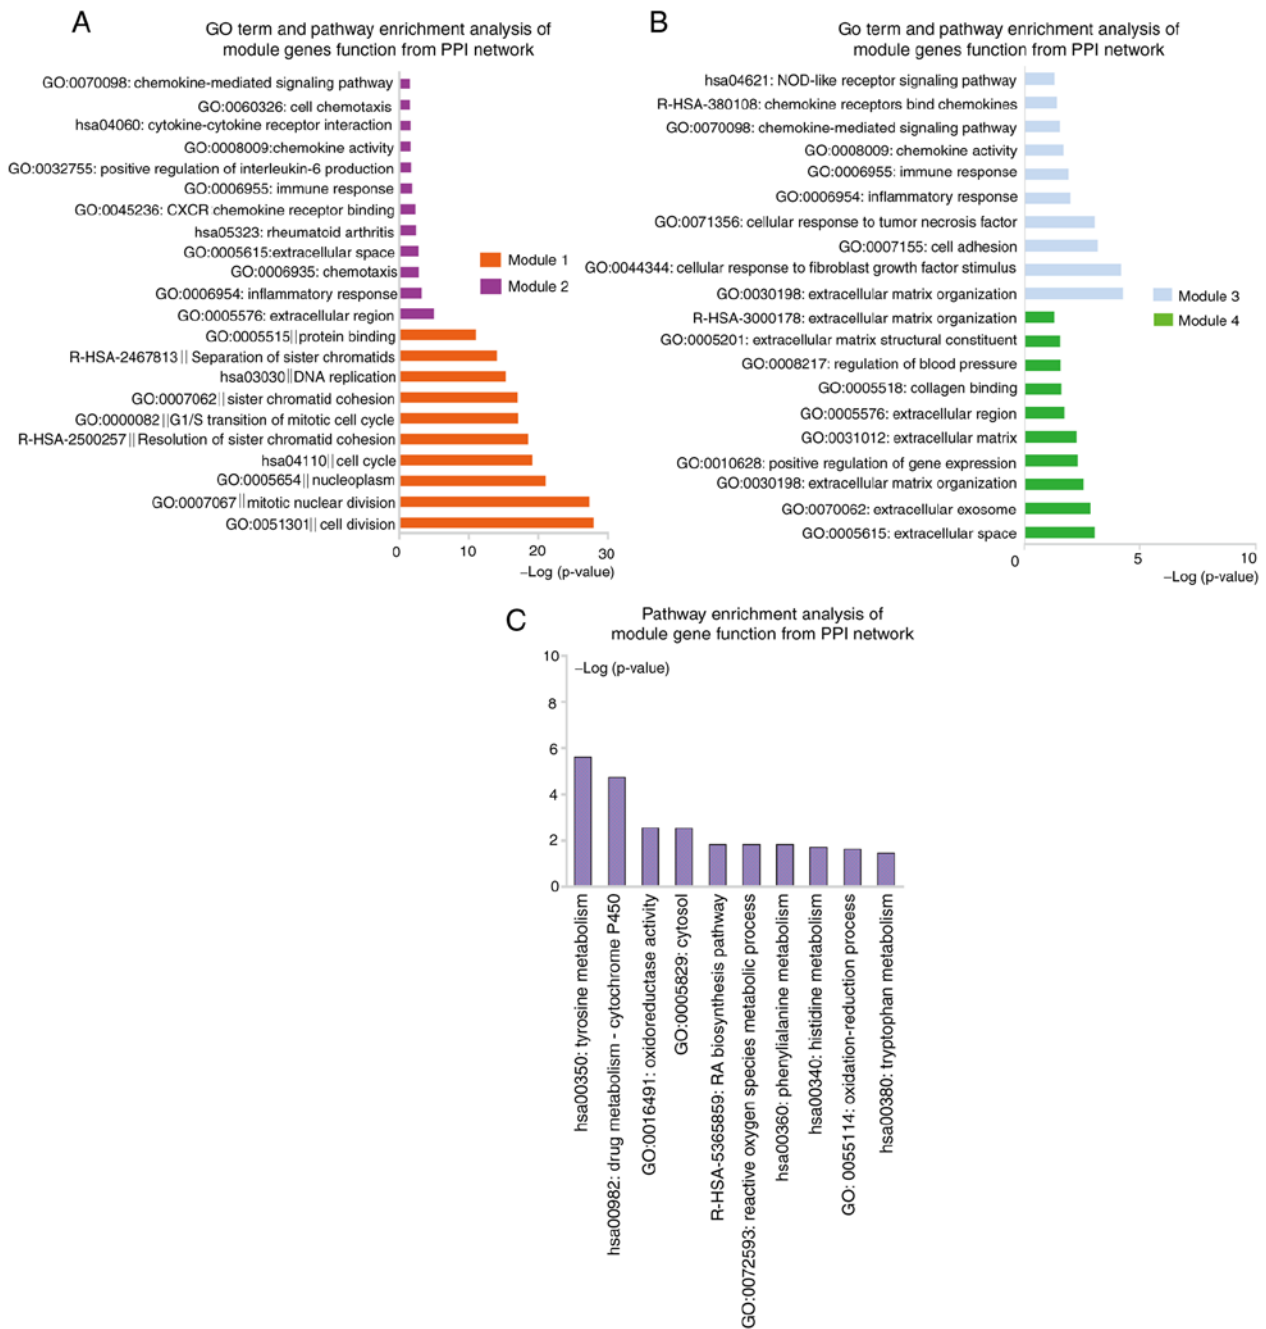 A
GO term and pathway enrichment analysis of
module genes function from PPI network
GO:0070098: chemokine-mediated signaling pathway
GO:0060326: cell chemotaxis
hsa04060: cytokine-cytokine receptor interaction
GO:0008009:chemokine activity
GO:0032755: positive regulation of interleukin-6 production
GO:0006955: immune response
GO:0045236: CXCR chemokine receptor binding
hsa05323: rheumatoid arthritis
GO:0005615:extracellular space
GO:0006935: chemotaxis
GO:0006954: inflammatory response
GO:0005576: extracellular region
GO:0005515||protein binding
R-HSA-2467813|| Separation of sister chromatids
hsa03030||DNA replication
GO:0007062||sister chromatid cohesion
GO:0000082||G1/S transition of mitotic cell cycle
R-HSA-2500257||Resolution of sister chromatid cohesion
hsa04110||cell cycle
GO:0005654||nucleoplasm
GO:0007067||mitotic nuclear division
GO:0051301||cell division
Module 1
Module 2
0 10 20 30
–Log (p-value)
B
Go term and pathway enrichment analysis of
module genes function from PPI network
hsa04621: NOD-like receptor signaling pathway
R-HSA-380108: chemokine receptors bind chemokines
GO:0070098: chemokine-mediated signaling pathway
GO:0008009: chemokine activity
GO:0006955: immune response
GO:0006954: inflammatory response
GO:0071356: cellular response to tumor necrosis factor
GO:0007155: cell adhesion
GO:0044344: cellular response to fibroblast growth factor stimulus
GO:0030198: extracellular matrix organization
R-HSA-3000178: extracellular matrix organization
GO:0005201: extracellular matrix structural constituent
GO:0008217: regulation of blood pressure
GO:0005518: collagen binding
GO:0005576: extracellular region
GO:0031012: extracellular matrix
GO:0010628: positive regulation of gene expression
GO:0030198: extracellular matrix organization
GO:0070062: extracellular exosome
GO:0005615: extracellular space
Module 3
Module 4
0 5 10
–Log (p-value)
C
Pathway enrichment analysis of
module gene function from PPI network
–Log (p-value)
10
8
6
4
2
0
hsa00350: tyrosine metabolism
hsa00982: drug metabolism - cytochrome P450
GO:0016491: oxidoreductase activity
GO:0005829: cytosol
R-HSA-5365859: RA biosynthesis pathway
GO:0072593: reactive oxygen species metabolic process
hsa00360: phenylialanine metabolism
hsa00340: histidine metabolism
GO: 0055114: oxidation-reduction process
hsa00380: tryptophan metabolism